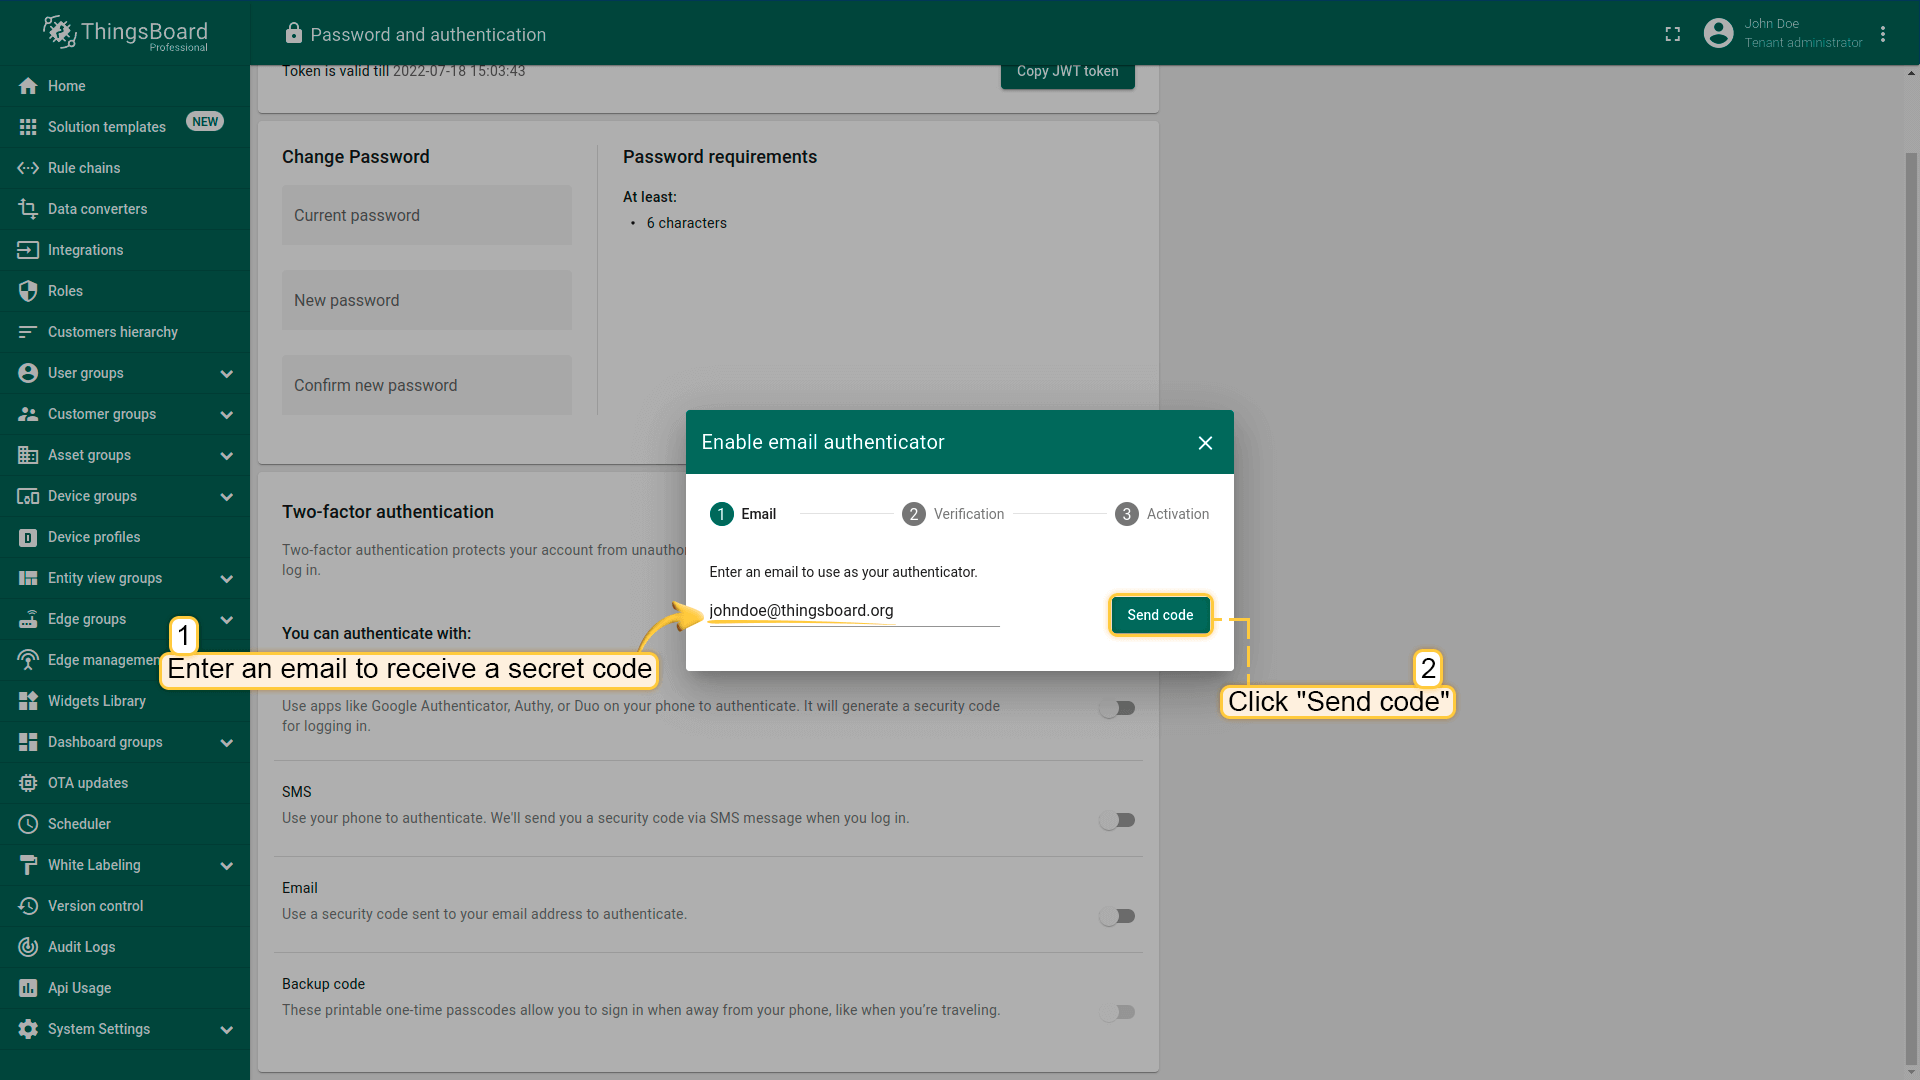 ThingsBoard
Professional
Password and authentication
John Doe
Tenant administrator
Home
Solution templates NEW
Rule chains
Data converters
Integrations
Roles
Customers hierarchy
User groups
Customer groups
Asset groups
Device groups
Device profiles
Entity view groups
Edge groups
Edge managemen
Widgets Library
Dashboard groups
OTA updates
Scheduler
White Labeling
Version control
Audit Logs
Api Usage
System Settings
Token is valid till 2022-07-18 15:03:43
Copy JWT token
Change Password
Current password
New password
Confirm new password
Password requirements
At least:
• 6 characters
Two-factor authentication
Two-factor authentication protects your account from unautho
log in.
You can authenticate with:
Use apps like Google Authenticator, Authy, or Duo on your phone to authenticate. It will generate a security code
for logging in.
SMS
Use your phone to authenticate. We'll send you a security code via SMS message when you log in.
Email
Use a security code sent to your email address to authenticate.
Backup code
These printable one-time passcodes allow you to sign in when away from your phone, like when you're traveling.
Enable email authenticator
1 Email
2 Verification
3 Activation
Enter an email to use as your authenticator.
johndoe@thingsboard.org
Send code
1
Enter an email to receive a secret code
2
Click "Send code"